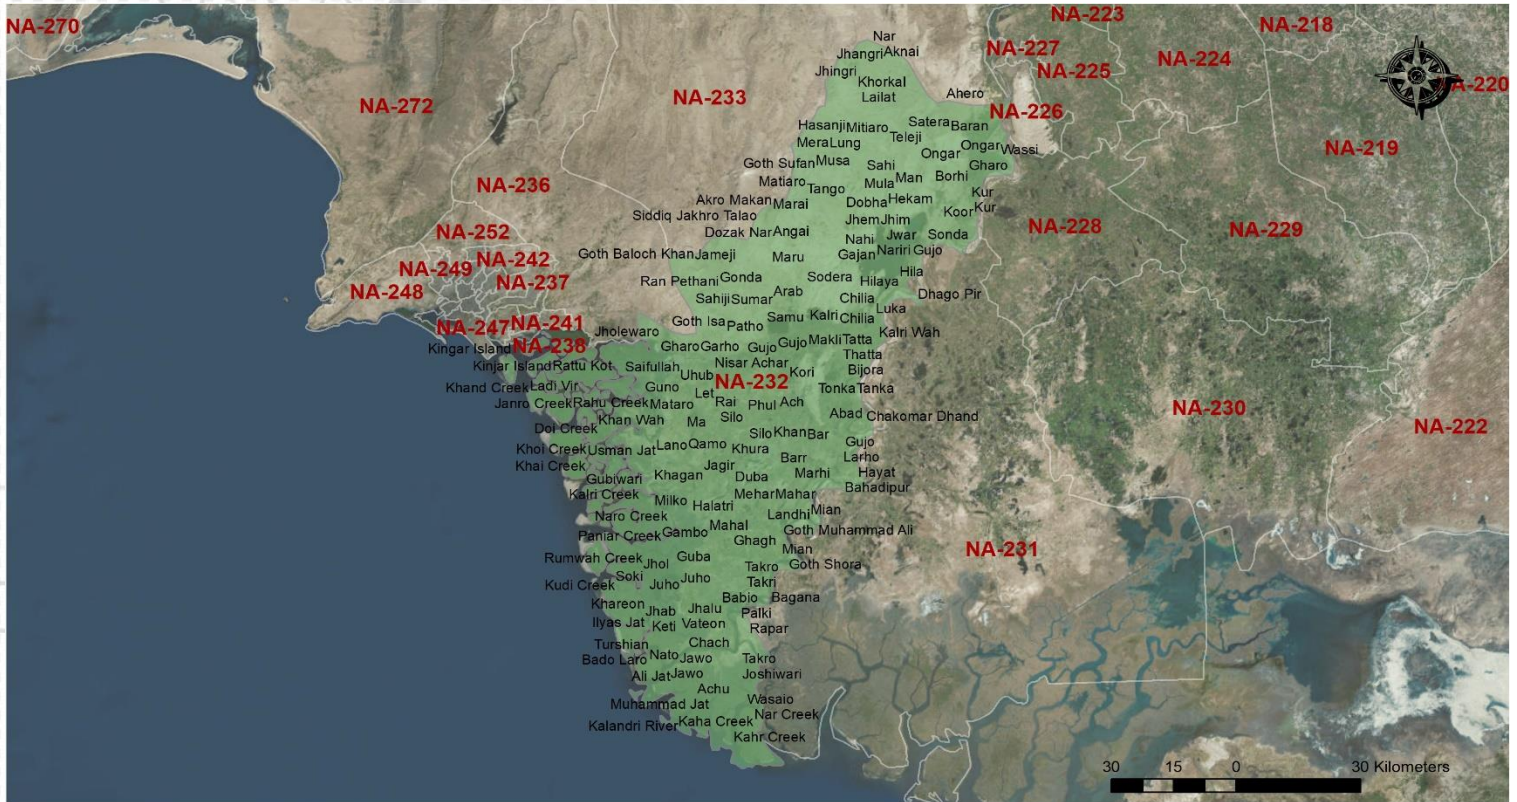 NA-270
NA-223
NA-218
NA-227
NA-224
NA-225
NA-220
NA-272
NA-233
NA-226
NA-219
NA-236
NA-228
NA-229
NA-252
NA-242
NA-249
NA-237
NA-248
NA-247
NA-241
NA-238
NA-232
NA-230
NA-222
NA-231
Nar
Jhangri Aknai
Jhingri
Khorkal
Lailat
Ahero
Hasanji Mitiaro
Satera Baran
Teleji
Mera Lung
Ongar Ongar Wassi
Goth Sufan Musa
Sahi
Gharo
Matiaro
Tango
Mula Man
Borhi
Akro Makan Marai
Dobha Hekam
Kur
Koor Kur
Siddiq Jakhro Talao
Jhem Jhim
Dozak Nar Angai
Nahi
Jwar
Sonda
Goth Baloch Khan Jameji
Maru
Gajan
Nariri Gujo
Ran Pethani Gonda
Sodera
Hilaya
Hila
Sahiji Sumar
Arab
Chilia
Dhago Pir
Luka
Goth Isa Patho
Samu
Kalri Chilia
Jholewaro
Kalri Wah
Gharo Garho
Gujo Gujo
Makli Tatta
Thatta
Kingar Island
Kinjar Island Rattu Kot
Saifullah
Uhub
Nisar Achar
Kori
Bijora
Khand Creek Ladi Vir
Guno
Let
Tonka Tanka
Janro Creek Rahu Creek Mataro
Rai
Phul
Ach
Doi Creek
Khan Wah
Ma
Silo
Abad
Chakomar Dhand
Khoi Creek Usman Jat
Lano Qamo
Silo Khan Bar
Khura
Gujo
Larho
Khai Creek
Jagir
Barr
Hayat
Gubiwari
Khagan
Duba
Marhi
Bahadipur
Kalri Creek
Milko
Halatri
Mehar Mahar
Naro Creek
Landhi Mian
Paniar Creek Gambo
Mahal
Ghagh
Goth Muhammad Ali
Rumwah Creek
Jhol
Guba
Mian
Goth Shora
Kudi Creek
Soki
Juho Juho
Takro
Takri
Khareon
Jhab
Jhalu
Babio
Bagana
Palki
Ilyas Jat
Keti
Vateon
Rapar
Turshian
Chach
Bado Laro
Nato Jawo
Takro
Ali Jat Jawo
Joshiwari
Achu
Muhammad Jat
Wasaio
Kalandri River Kaha Creek
Nar Creek
Kahr Creek
30 15 0 30 Kilometers